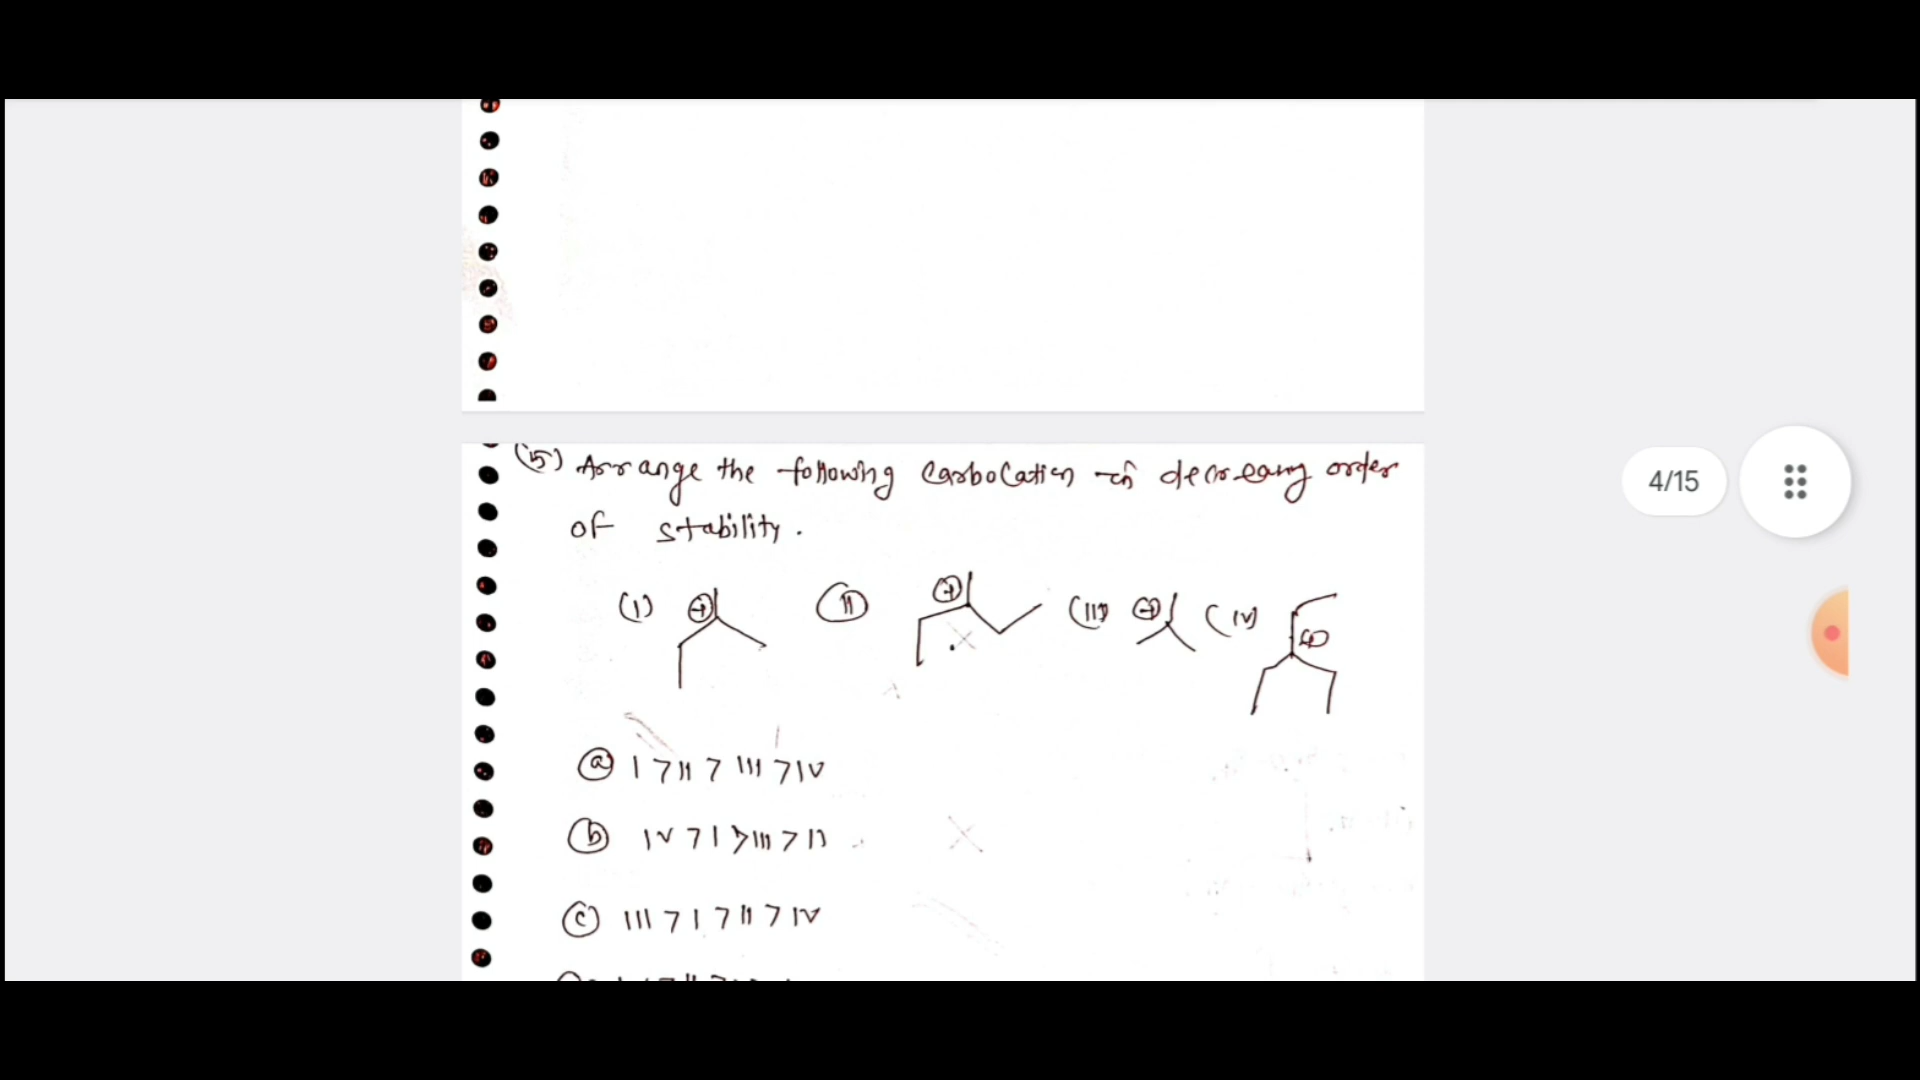 (5) Arrange the following carbocation in decreasing order
of stability.
(I) ⊕ (II) ⊕ (III) ⊕ (IV) ⊕
(a) I > II > III > IV
(b) IV > I > III > II
(c) III > I > II > IV
4/15